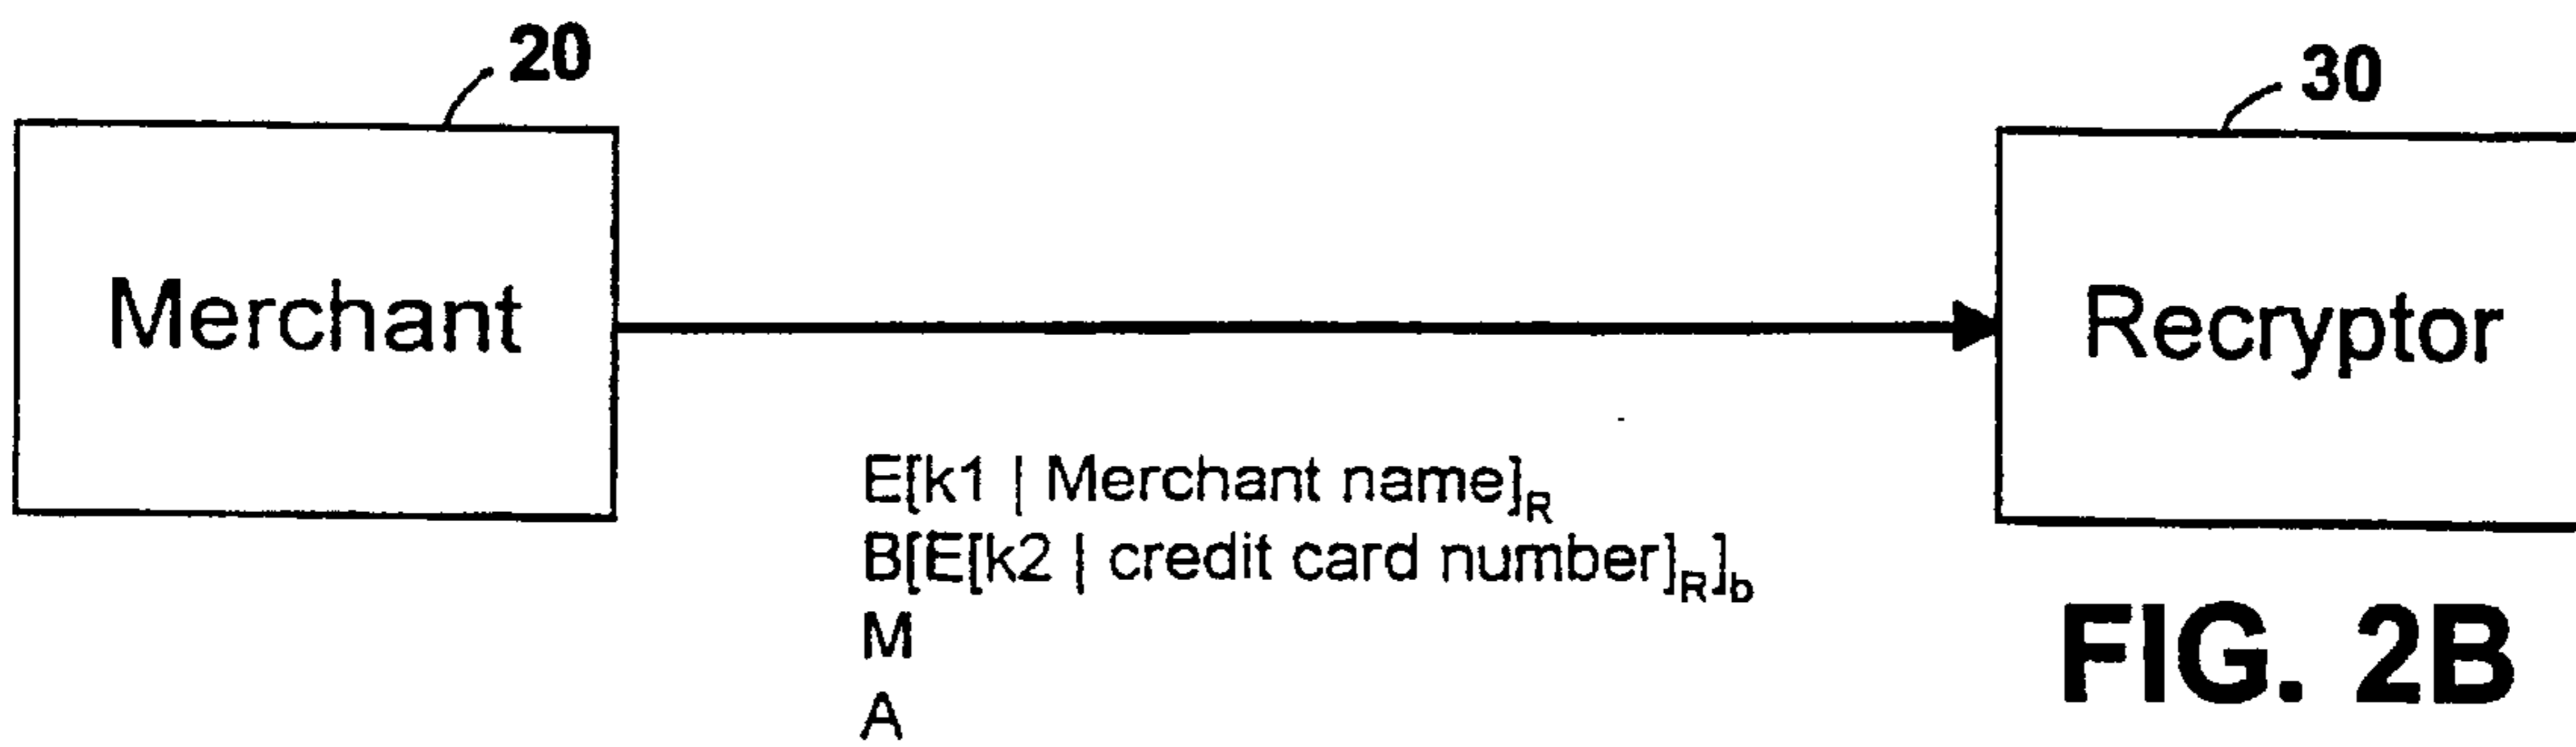 20
30
Merchant
Recryptor
E[k1 | Merchant name]R
B[E[k2 | credit card number]R]b
M
A
FIG. 2B